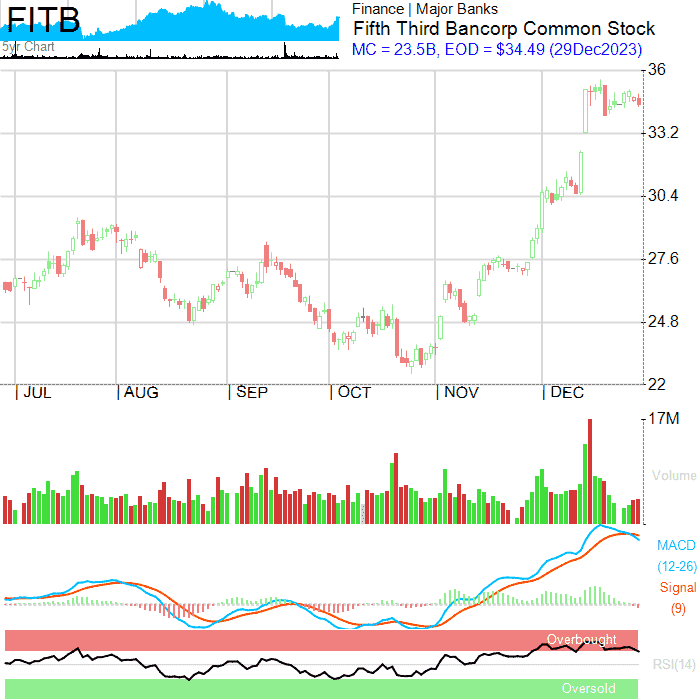 FITB
5yr Chart
Finance | Major Banks
Fifth Third Bancorp Common Stock
MC = 23.5B, EOD = $34.49 (29Dec2023)
36
33.2
30.4
27.6
24.8
22
JUL AUG SEP OCT NOV DEC
17M
Volume
MACD
(12-26)
Signal
(9)
Overbought
RSI(14)
Oversold